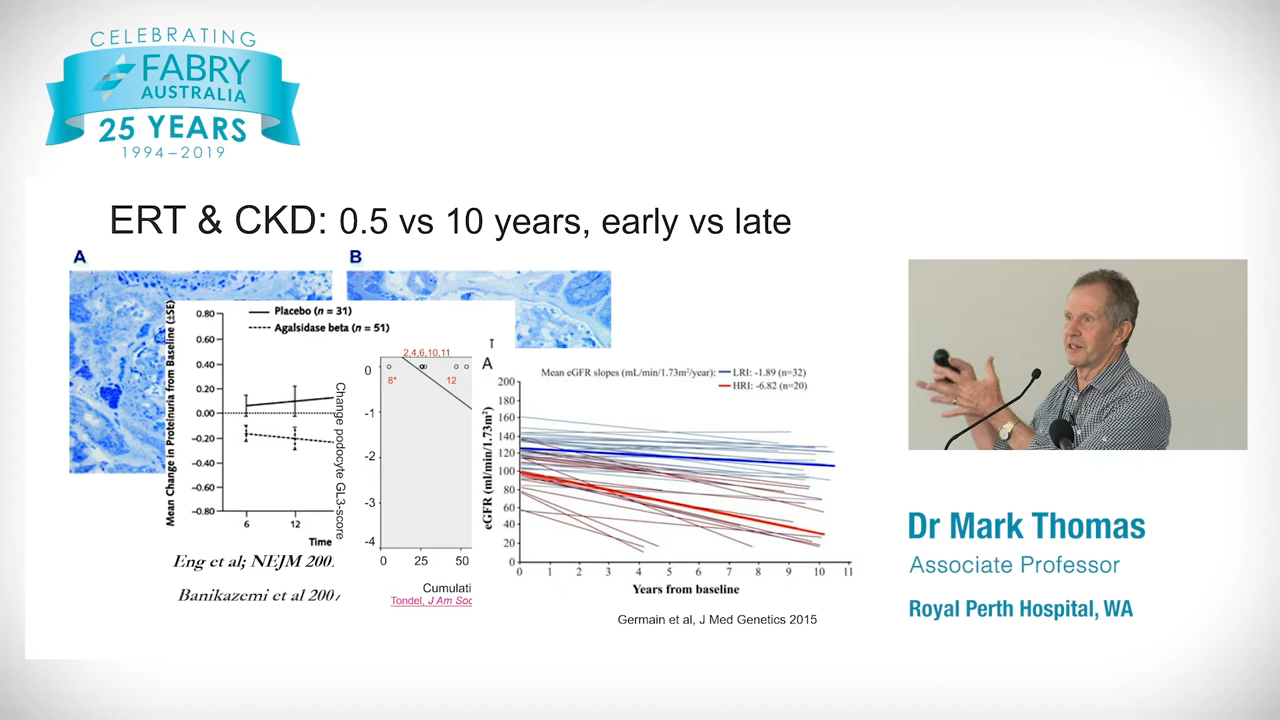 CELEBRATING
FABRY
AUSTRALIA
25 YEARS
1994–2019
ERT & CKD: 0.5 vs 10 years, early vs late
A
B
Placebo (n = 31)
Agalsidase beta (n = 51)
Mean Change in Proteinuria from Baseline (±SE)
0.80
0.60
0.40
0.20
0.00
-0.20
-0.40
-0.60
-0.80
6
12
Time
Eng et al; NEJM 200
Banikazemi et al 200
Change podocyte GL3-score
2,4,6,10,11
8*
12
0
-1
-2
-3
-4
0
25
50
Cumulati
Tondel, J Am Soc
A
Mean eGFR slopes (mL/min/1.73m²/year):
LRI: -1.89 (n=32)
HRI: -6.82 (n=20)
eGFR (ml/min/1.73m²)
200
180
160
140
120
100
80
60
40
20
0
0 1 2 3 4 5 6 7 8 9 10 11
Years from baseline
Germain et al, J Med Genetics 2015
Dr Mark Thomas
Associate Professor
Royal Perth Hospital, WA